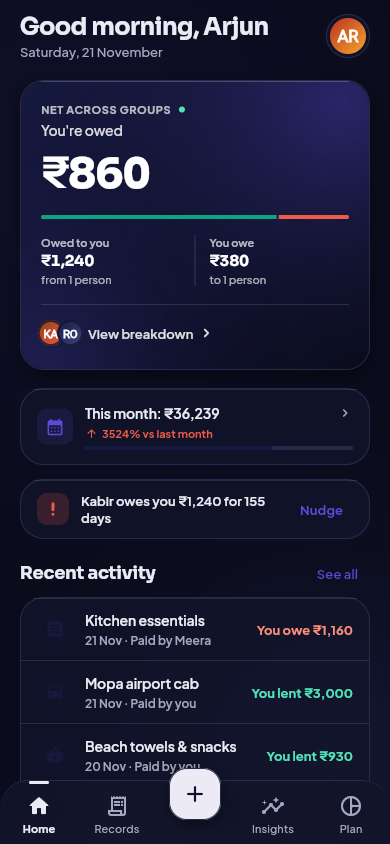 Good morning, Arjun
AR
Saturday, 21 November
NET ACROSS GROUPS
You're owed
₹860
Owed to you
You owe
₹1,240
₹380
from 1 person
to 1 person
KA
RO
View breakdown
This month: ₹36,239
↑ 3524% vs last month
Kabir owes you ₹1,240 for 155
days
Nudge
Recent activity
See all
Kitchen essentials
21 Nov · Paid by Meera
You owe ₹1,160
Mopa airport cab
21 Nov · Paid by you
You lent ₹3,000
Beach towels & snacks
20 Nov · Paid by you
You lent ₹930
Home
Records
Insights
Plan